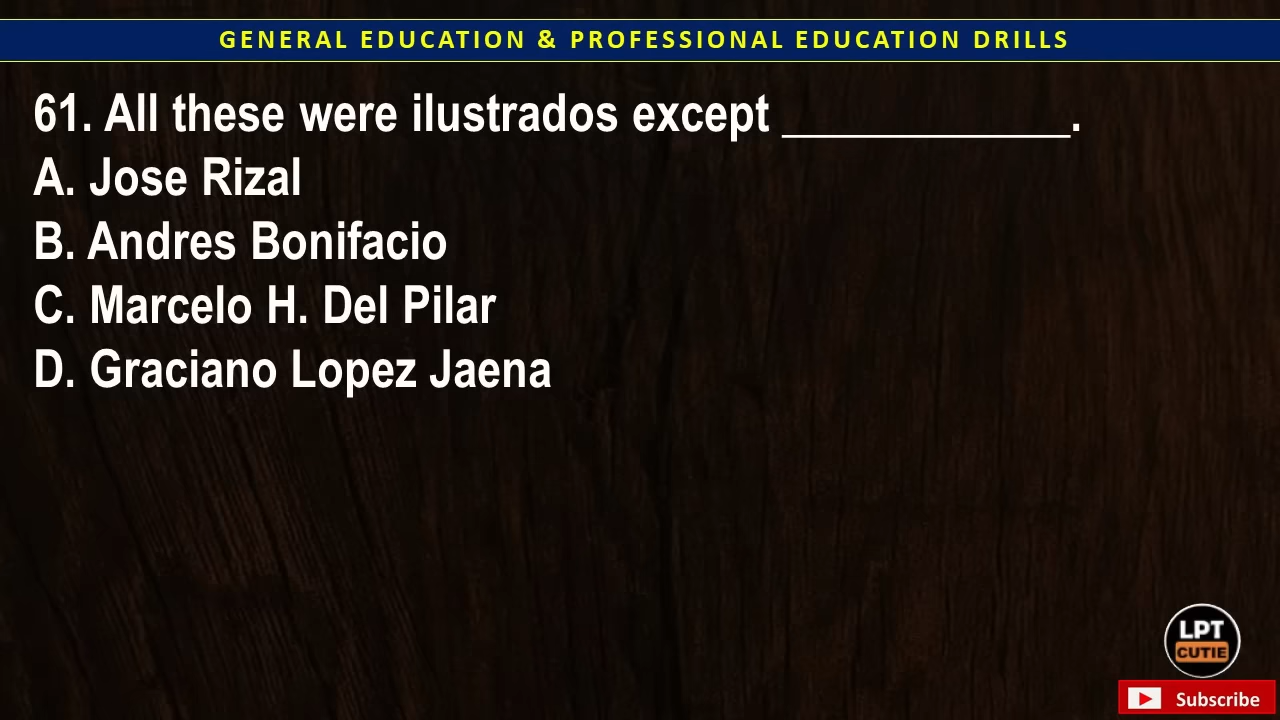 GENERAL EDUCATION & PROFESSIONAL EDUCATION DRILLS
61. All these were ilustrados except ___________.
A. Jose Rizal
B. Andres Bonifacio
C. Marcelo H. Del Pilar
D. Graciano Lopez Jaena
LPT
CUTIE
Subscribe